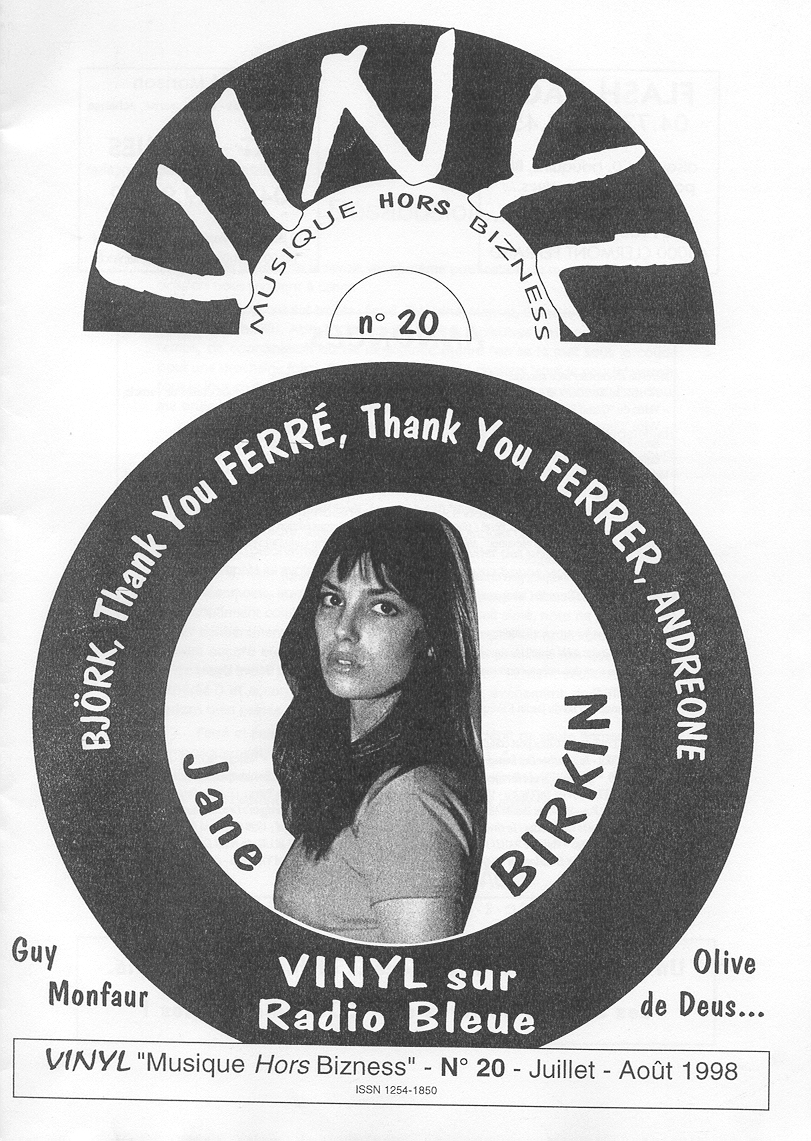 VINYL
MUSIQUE HORS BIZNESS
n° 20
BJÖRK, Thank You FERRÉ, Thank You FERRER, ANDREONE
Jane BIRKIN
Guy
Monfaur
VINYL sur
Radio Bleue
Olive
de Deus...
VINYL "Musique Hors Bizness" - N° 20 - Juillet - Août 1998
ISSN 1254-1850